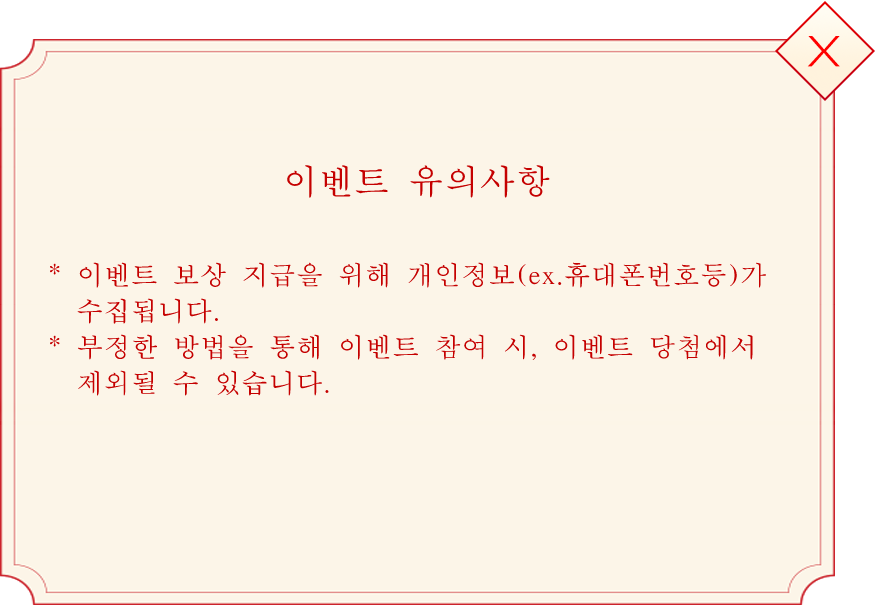 X
이벤트 유의사항
* 이벤트 보상 지급을 위해 개인정보(ex.휴대폰번호등)가
수집됩니다.
* 부정한 방법을 통해 이벤트 참여 시, 이벤트 당첨에서
제외될 수 있습니다.